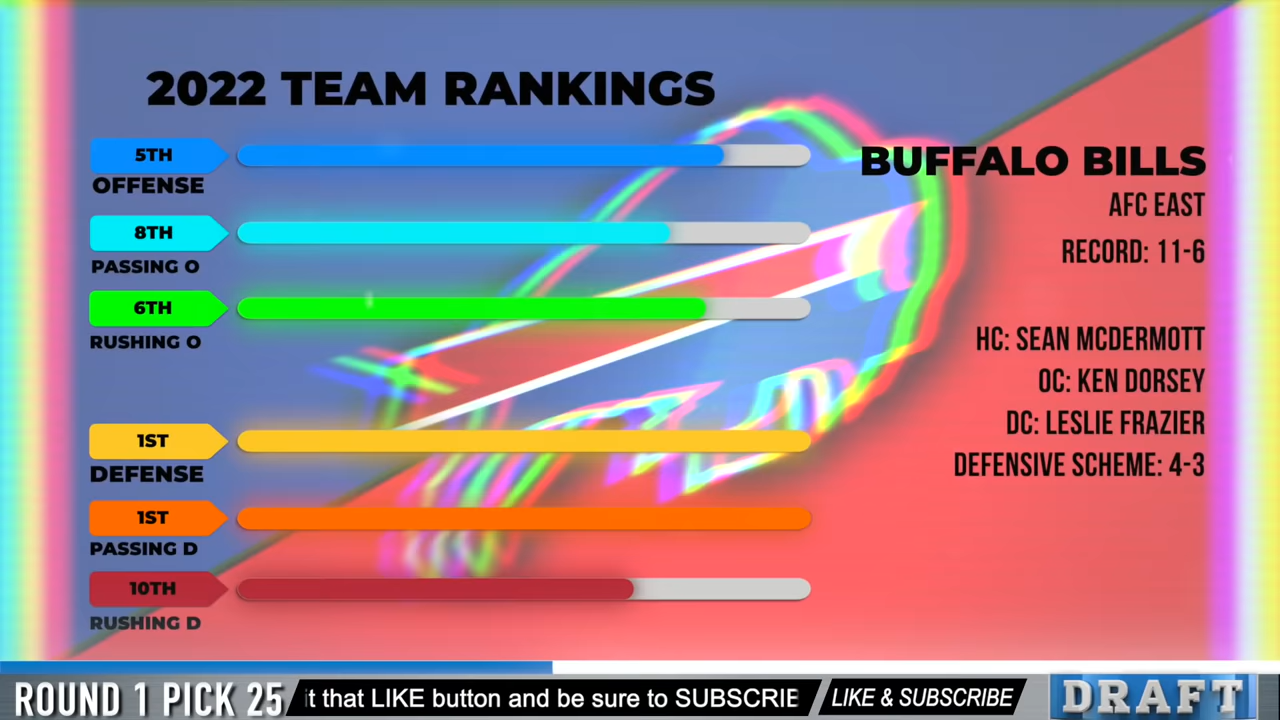 2022 TEAM RANKINGS
5TH
OFFENSE
8TH
PASSING O
6TH
RUSHING O
1ST
DEFENSE
1ST
PASSING D
10TH
RUSHING D
BUFFALO BILLS
AFC EAST
RECORD: 11-6
HC: SEAN MCDERMOTT
OC: KEN DORSEY
DC: LESLIE FRAZIER
DEFENSIVE SCHEME: 4-3
ROUND 1 PICK 25
it that LIKE button and be sure to SUBSCRIB
LIKE & SUBSCRIBE
DRAFT